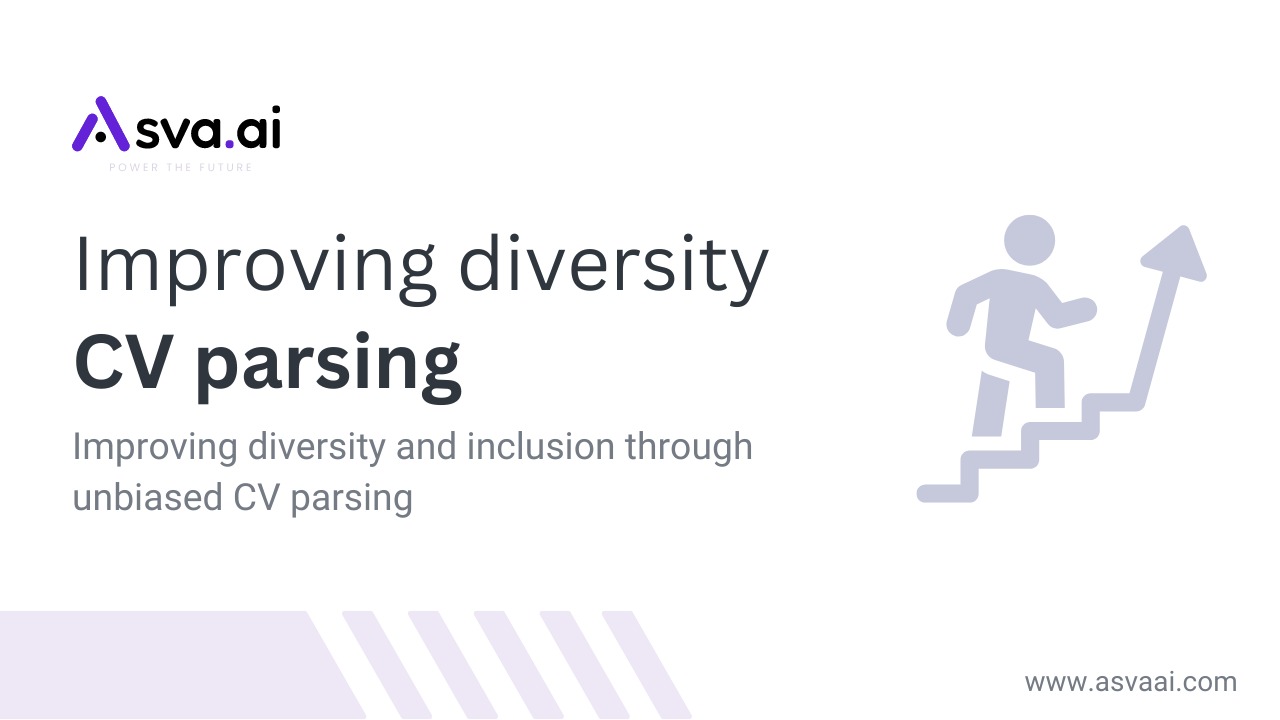 Asva.ai
POWER THE FUTURE
Improving diversity
CV parsing
Improving diversity and inclusion through
unbiased CV parsing
www.asvaai.com